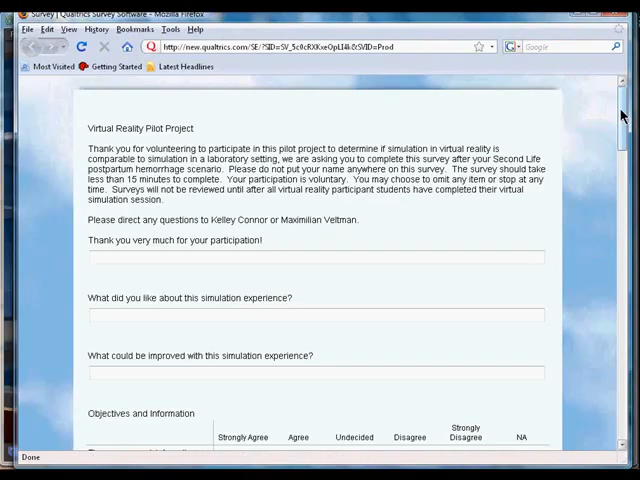 Survey | Qualtrics Survey Software - Mozilla Firefox
File Edit View History Bookmarks Tools Help
http://new.qualtrics.com/SE/?SID=SV_5c0cRXKxeOpLI4k&SVID=Prod
Google
Most Visited Getting Started Latest Headlines
Virtual Reality Pilot Project
Thank you for volunteering to participate in this pilot project to determine if simulation in virtual reality is
comparable to simulation in a laboratory setting, we are asking you to complete this survey after your Second Life
postpartum hemorrhage scenario. Please do not put your name anywhere on this survey. The survey should take
less than 15 minutes to complete. Your participation is voluntary. You may choose to omit any item or stop at any
time. Surveys will not be reviewed until after all virtual reality participant students have completed their virtual
simulation session.
Please direct any questions to Kelley Connor or Maximilian Veltman.
Thank you very much for your participation!
What did you like about this simulation experience?
What could be improved with this simulation experience?
Objectives and Information
Strongly Agree Agree Undecided Disagree Strongly Disagree NA
Done